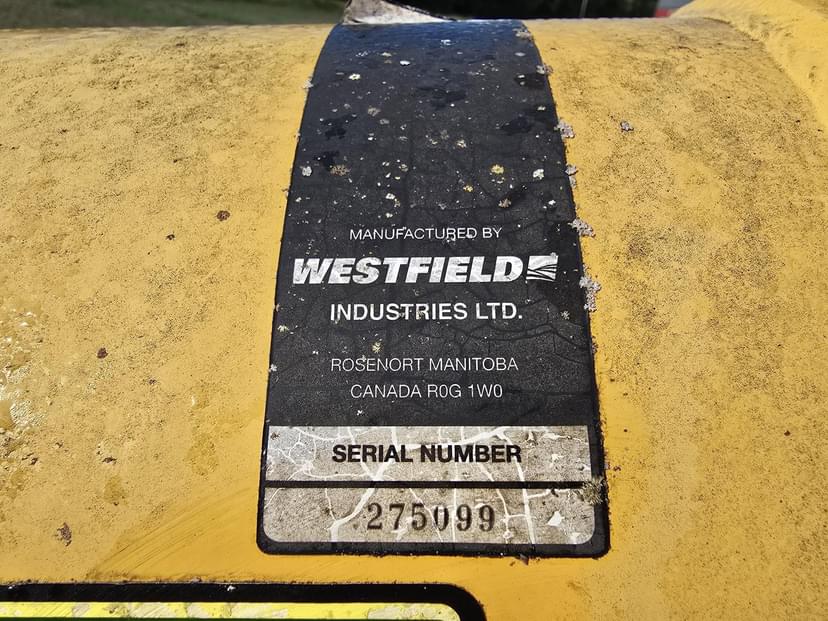 MANUFACTURED BY
WESTFIELD
INDUSTRIES LTD.
ROSENORT MANITOBA
CANADA R0G 1W0
SERIAL NUMBER
275099